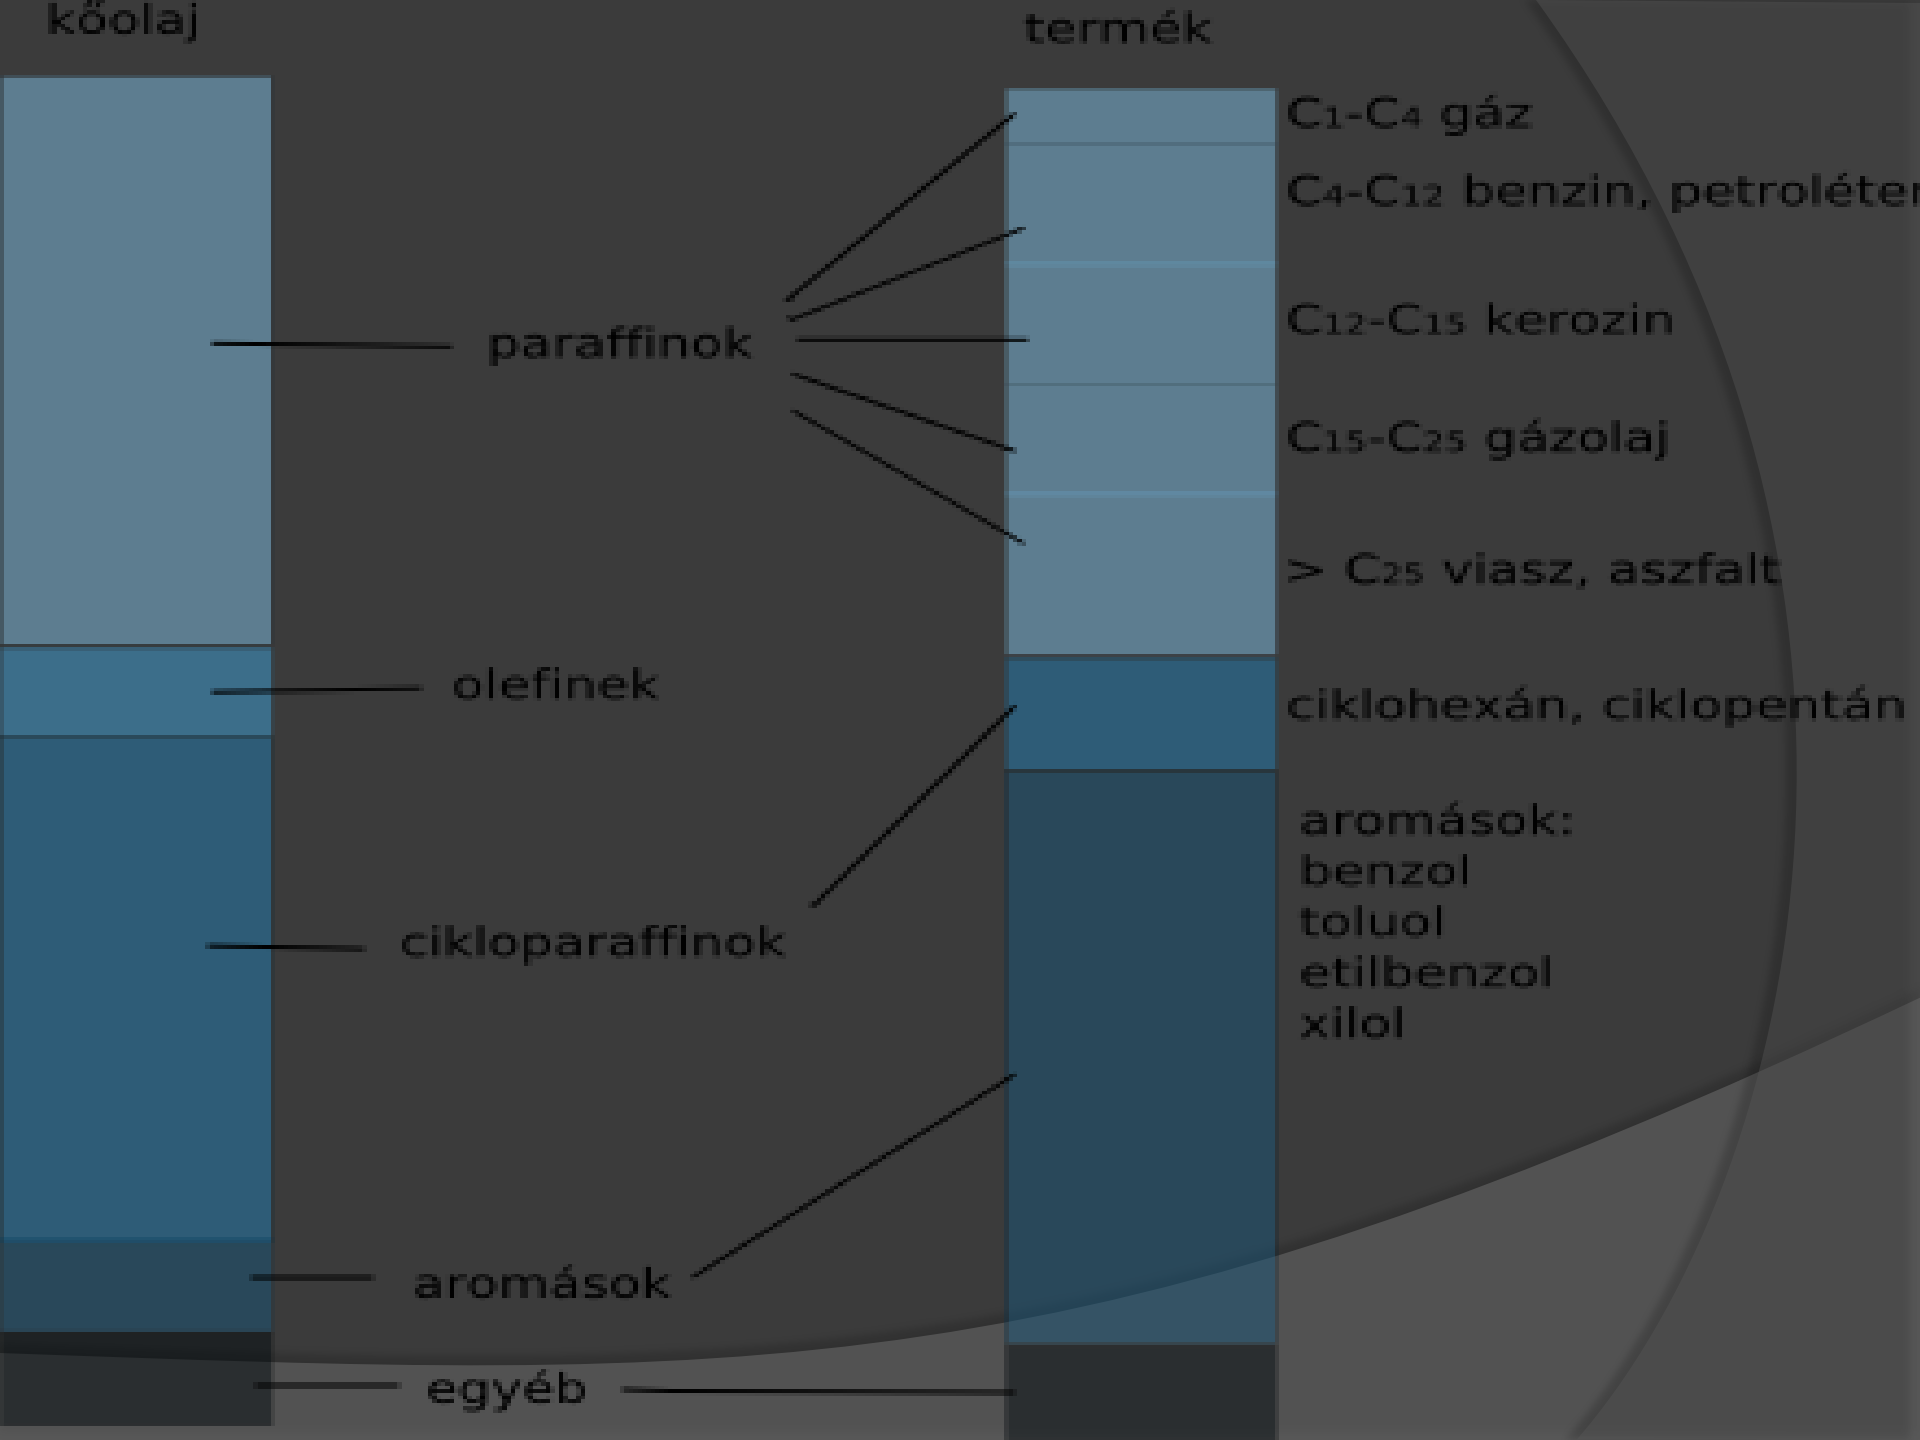 kőolaj
termék
C₁-C₄ gáz
C₄-C₁₂ benzin, petroléter
C₁₂-C₁₅ kerozin
paraffinok
C₁₅-C₂₅ gázolaj
> C₂₅ viasz, aszfalt
olefinek
ciklohexán, ciklopentán
aromások:
benzol
toluol
etilbenzol
xilol
cikloparaffinok
aromások
egyéb